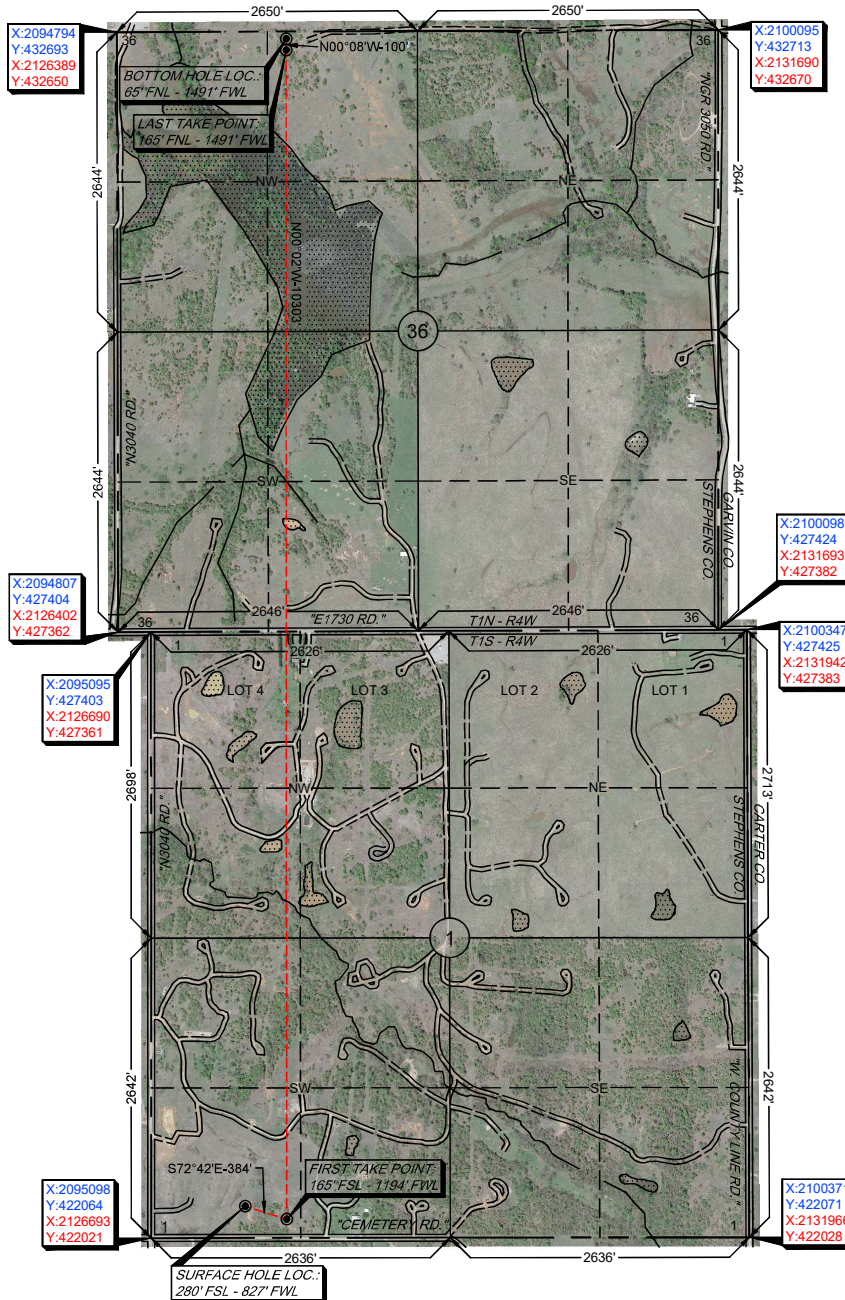 2650'
2650'
X:2094794
Y:432693
X:2126389
Y:432650
X:2100095
Y:432713
X:2131690
Y:432670
36
36
N00°08'W-100'
BOTTOM HOLE LOC.:
65' FNL - 1491' FWL
LAST TAKE POINT:
165' FNL - 1491' FWL
"NGR 3050 RD."
2644'
2644'
NW
NE
N00°02'W-10303'
36
"N3040 RD."
2644'
2644'
SW
SE
GARVIN CO.
STEPHENS CO.
X:2100098
Y:427424
X:2131693
Y:427382
X:2094807
Y:427404
X:2126402
Y:427362
36
2646'
"E1730 RD."
2646'
T1N - R4W
36
T1S - R4W
1
2626'
2626'
1
X:2100347
Y:427425
X:2131942
Y:427383
X:2095095
Y:427403
X:2126690
Y:427361
LOT 4
LOT 3
LOT 2
LOT 1
2698'
2713'
NW
NE
"N3040 RD."
CARTER CO.
STEPHENS CO.
1
2642'
2642'
SW
SE
"W. COUNTY LINE RD."
S72°42'E-384'
FIRST TAKE POINT:
165' FSL - 1194' FWL
X:2095098
Y:422064
X:2126693
Y:422021
X:2100371
Y:422071
X:2131966
Y:422028
1
"CEMETERY RD."
1
2636'
2636'
SURFACE HOLE LOC.:
280' FSL - 827' FWL